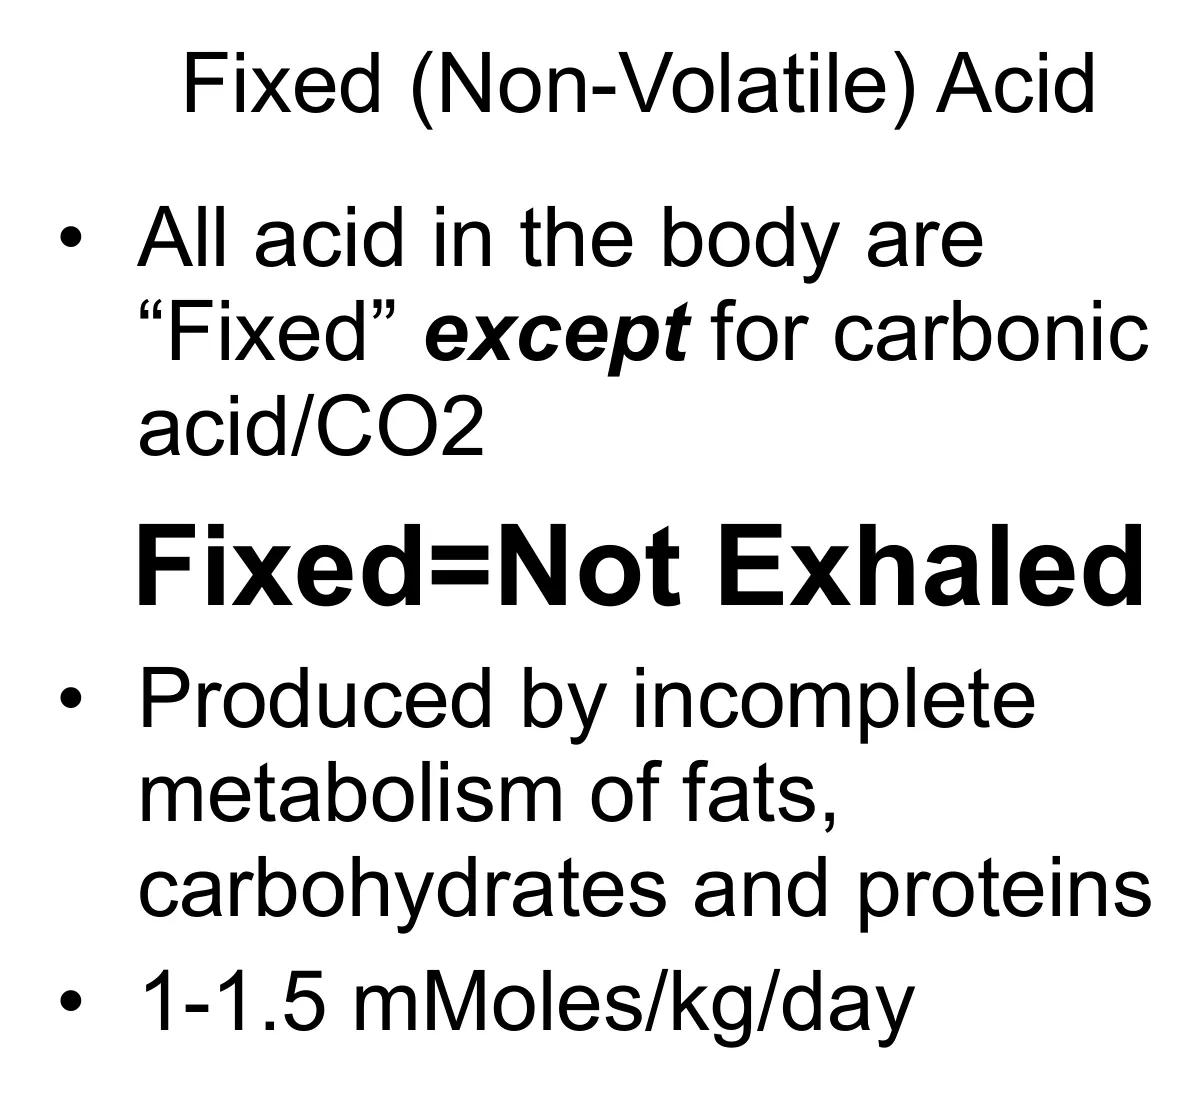 Fixed (Non-Volatile) Acid
• All acid in the body are
“Fixed” except for carbonic
acid/CO2
Fixed=Not Exhaled
• Produced by incomplete
metabolism of fats,
carbohydrates and proteins
• 1-1.5 mMoles/kg/day